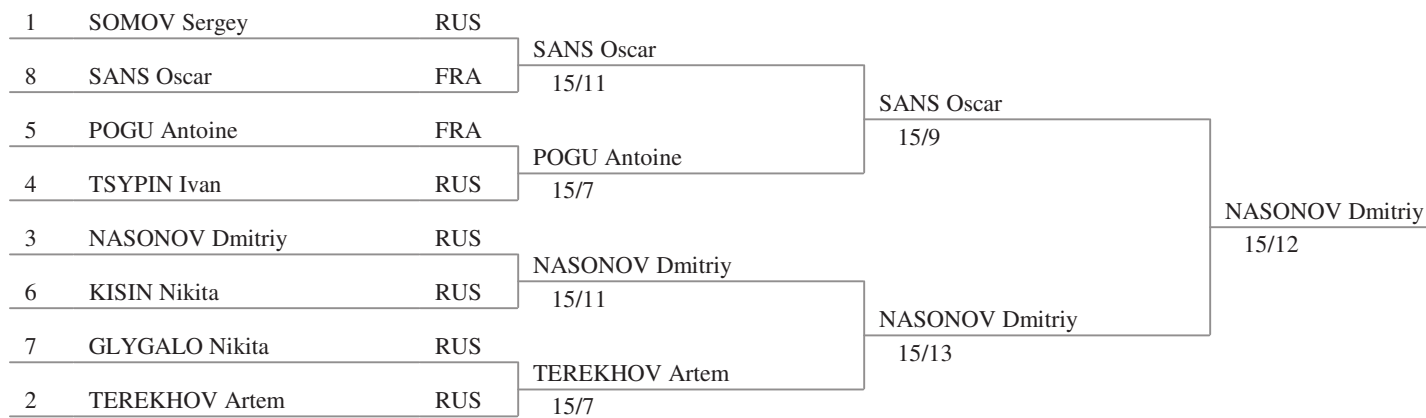 1 SOMOV Sergey RUS
SANS Oscar
8 SANS Oscar FRA
15/11
SANS Oscar
5 POGU Antoine FRA
15/9
POGU Antoine
4 TSYPIN Ivan RUS
15/7
NASONOV Dmitriy
3 NASONOV Dmitriy RUS
15/12
NASONOV Dmitriy
6 KISIN Nikita RUS
15/11
NASONOV Dmitriy
7 GLYGALO Nikita RUS
15/13
TEREKHOV Artem
2 TEREKHOV Artem RUS
15/7